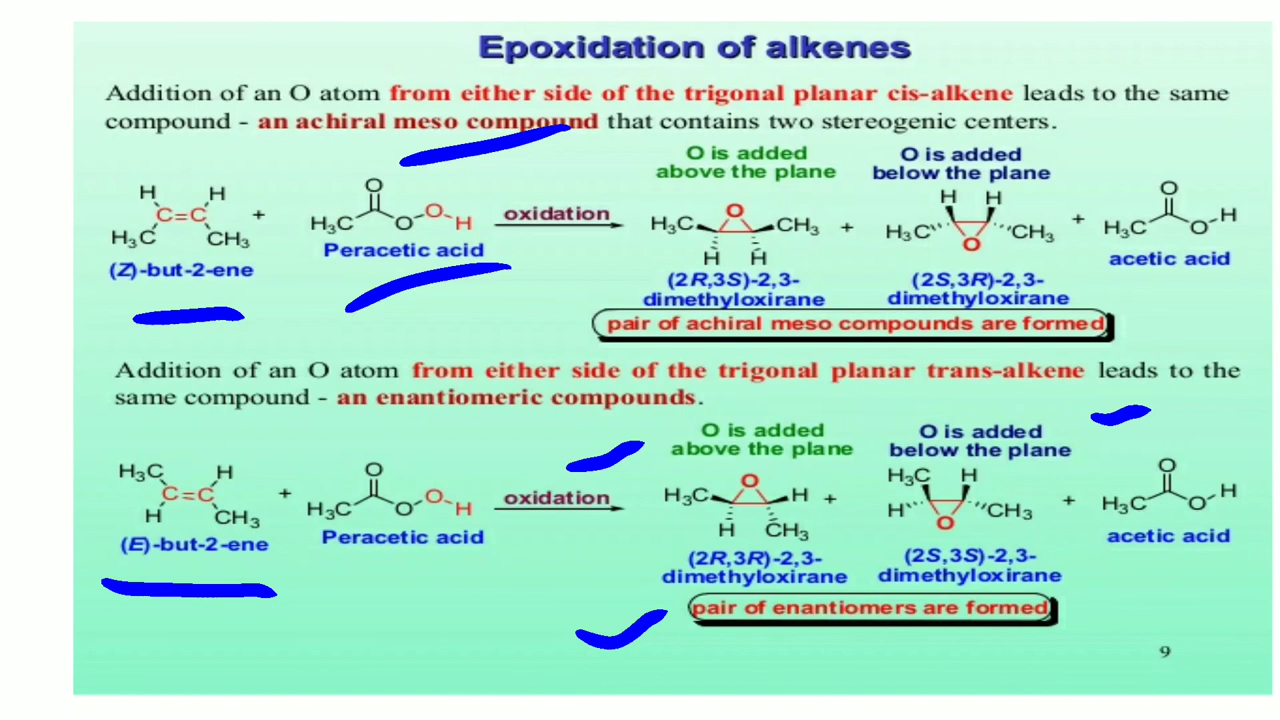 Epoxidation of alkenes
Addition of an O atom from either side of the trigonal planar cis-alkene leads to the same
compound - an achiral meso compound that contains two stereogenic centers.
O is added
above the plane
O is added
below the plane
H H
C=C
H₃C CH₃
(Z)-but-2-ene
+
O
H₃C O O H
Peracetic acid
oxidation
O
H₃C CH₃
H H
(2R,3S)-2,3-
dimethyloxirane
+
H H
H₃C CH₃
O
(2S,3R)-2,3-
dimethyloxirane
+
O
H₃C O H
acetic acid
pair of achiral meso compounds are formed
Addition of an O atom from either side of the trigonal planar trans-alkene leads to the
same compound - an enantiomeric compounds.
O is added
above the plane
O is added
below the plane
H₃C H
C=C
H CH₃
(E)-but-2-ene
+
O
H₃C O O H
Peracetic acid
oxidation
O
H₃C H
H CH₃
(2R,3R)-2,3-
dimethyloxirane
+
H₃C H
H CH₃
O
(2S,3S)-2,3-
dimethyloxirane
+
O
H₃C O H
acetic acid
pair of enantiomers are formed
9